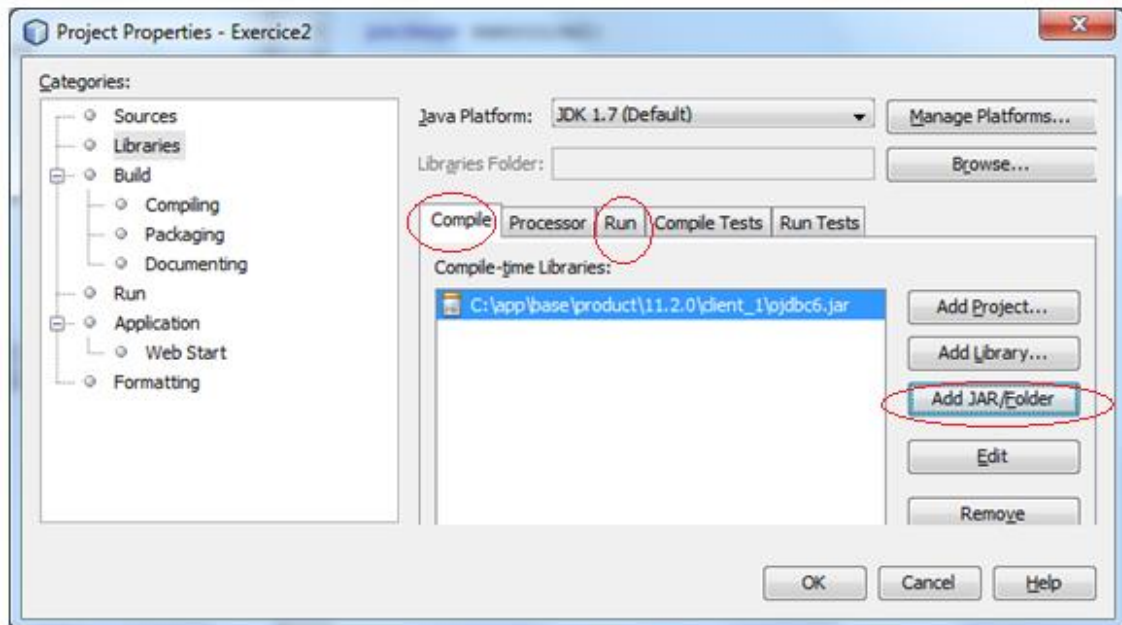 Project Properties - Exercice2
Categories:
Sources
Libraries
Build
Compiling
Packaging
Documenting
Run
Application
Web Start
Formatting
Java Platform: JDK 1.7 (Default) Manage Platforms...
Libraries Folder: Browse...
Compile Processor Run Compile Tests Run Tests
Compile-time Libraries:
C:\app\base\product\11.2.0\client_1\ojdbc6.jar
Add Project...
Add Library...
Add JAR/Folder
Edit
Remove
OK Cancel Help